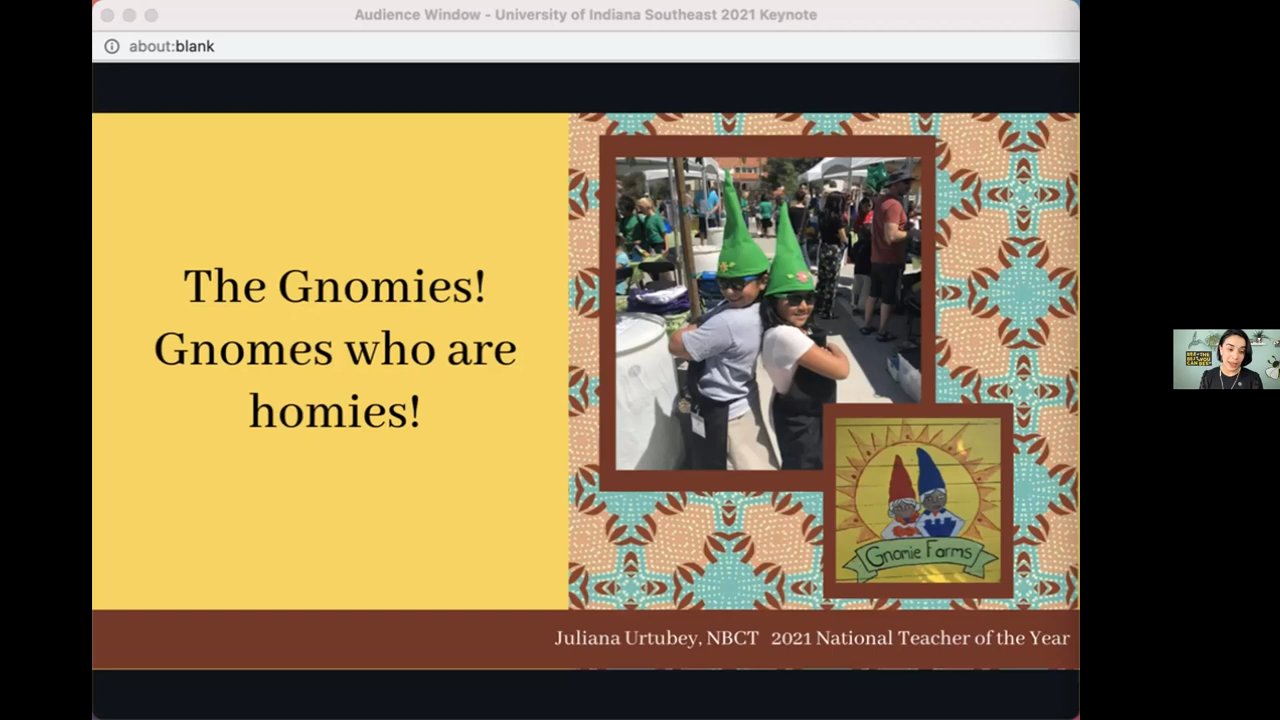 Audience Window - University of Indiana Southeast 2021 Keynote
about:blank
The Gnomies!
Gnomes who are
homies!
Gnomie Farms
Juliana Urtubey, NBCT 2021 National Teacher of the Year